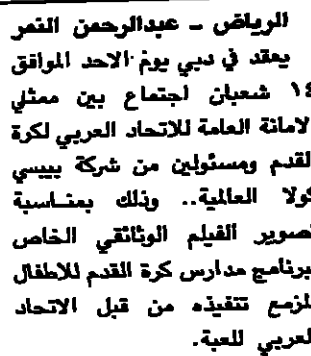 الرياض ـ عبدالرحمن النمر
يعقد في دبي يوم الاحد الموافق
١٤ شعبان اجتماع بين ممثلي
الامانة العامة للاتحاد العربي لكرة
القدم ومسئولين من شركة بيبسي
كولا العالمية.. وذلك بمناسبة
تصوير الفيلم الوثائقي الخاص
ببرنامج مدارس كرة القدم للاطفال
المزمع تنفيذه من قبل الاتحاد
العربي للعبة.